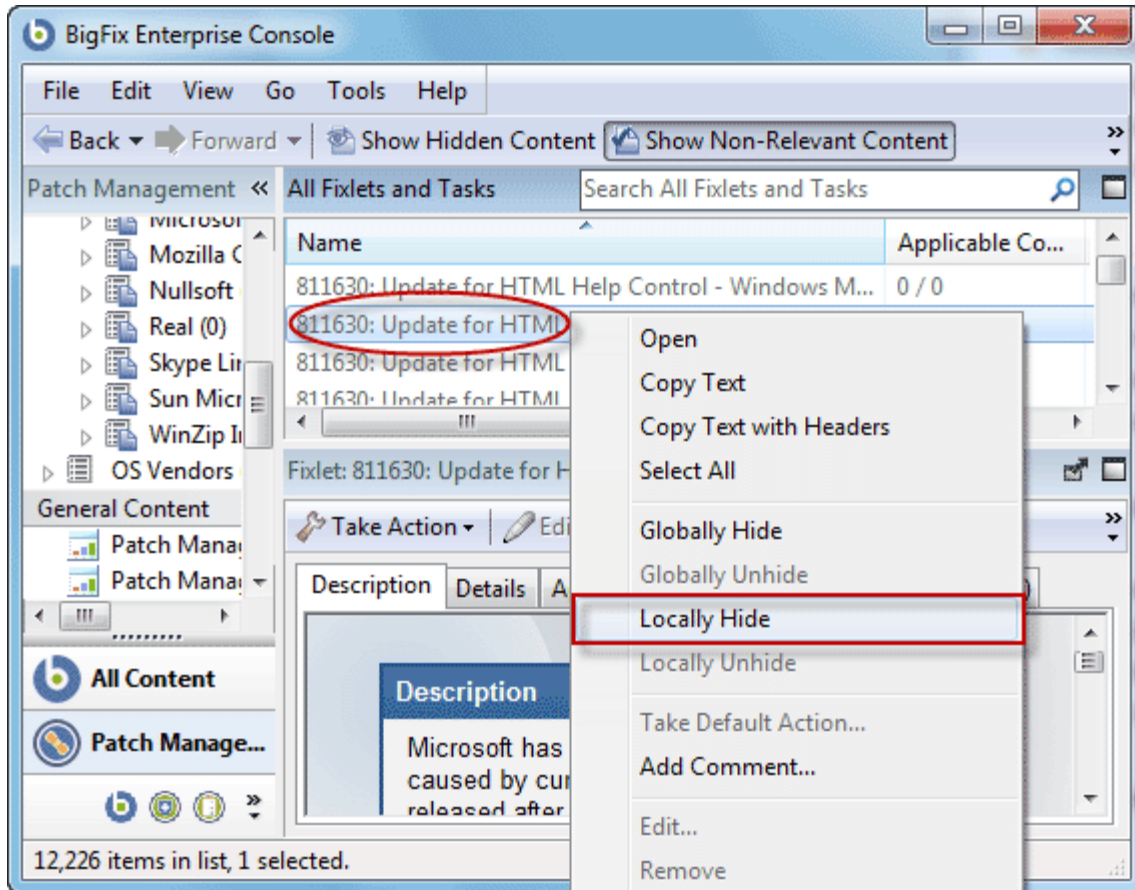 BigFix Enterprise Console
File Edit View Go Tools Help
Back Forward Show Hidden Content Show Non-Relevant Content
Patch Management « All Fixlets and Tasks Search All Fixlets and Tasks
Microsof
Mozilla C
Nullsoft
Real (0)
Skype Lir
Sun Micr
WinZip I
OS Vendors
General Content
Patch Mana
Patch Mana
All Content
Patch Manage...
Name Applicable Co...
811630: Update for HTML Help Control - Windows M... 0 / 0
811630: Update for HTML
811630: Update for HTML
811630: Update for HTML
Fixlet: 811630: Update for H
Take Action Edi
Description Details A
Description
Microsoft has
caused by cur
released after
Open
Copy Text
Copy Text with Headers
Select All
Globally Hide
Globally Unhide
Locally Hide
Locally Unhide
Take Default Action...
Add Comment...
Edit...
Remove
12,226 items in list, 1 selected.